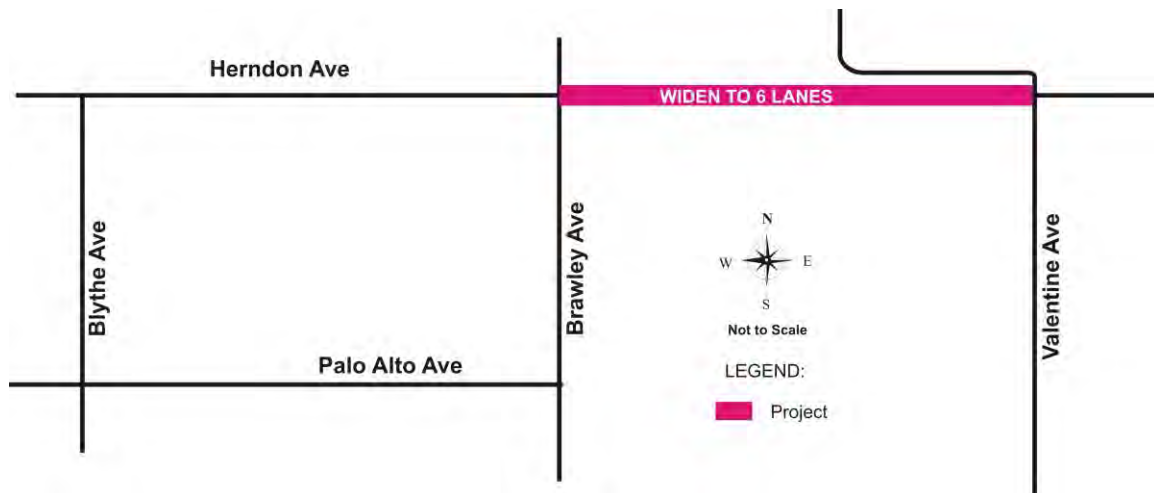 Herndon Ave
WIDEN TO 6 LANES
Blythe Ave
Brawley Ave
Valentine Ave
N
W
E
S
Not to Scale
Palo Alto Ave
LEGEND:
Project